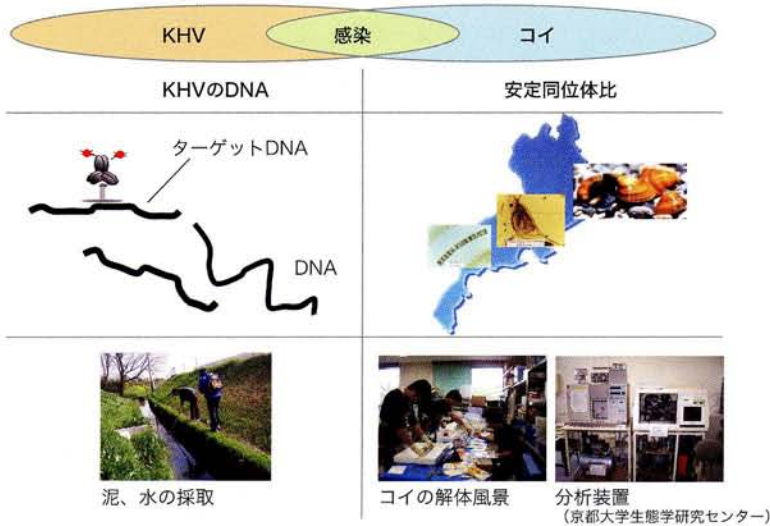 KHV 感染 コイ
KHVのDNA 安定同位体比
ターゲットDNA
DNA
泥、水の採取
コイの解体風景 分析装置
（京都大学生態学研究センター）